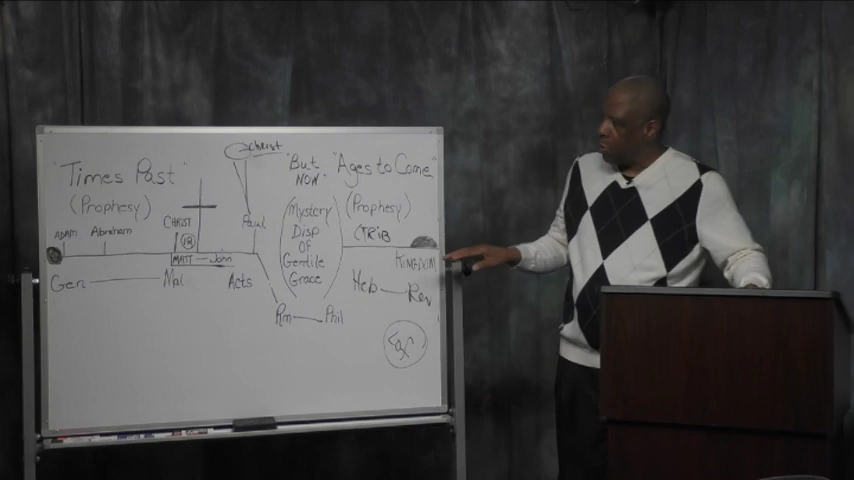 "Times Past"
(Prophesy)
ADAM
Abraham
CHRIST
MATT — John
Gen — Mal
Acts
Christ
Paul
"But
NOW"
(Mystery
Disp
OF
Gentile
Grace)
Rm — Phil
"Ages to Come"
(Prophesy)
(TRIB
KINGDOM
Heb — Rev